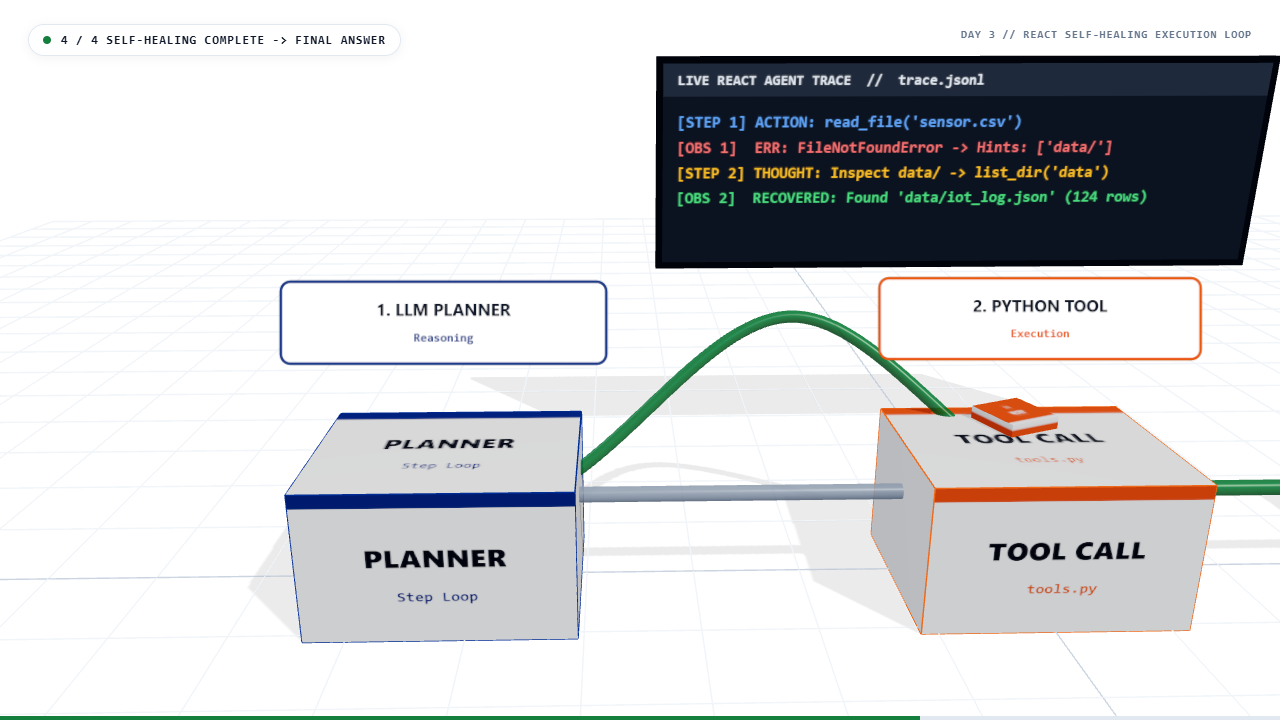 4 / 4 SELF-HEALING COMPLETE -> FINAL ANSWER
DAY 3 // REACT SELF-HEALING EXECUTION LOOP
LIVE REACT AGENT TRACE // trace.jsonl
[STEP 1] ACTION: read_file('sensor.csv')
[OBS 1] ERR: FileNotFoundError -> Hints: ['data/']
[STEP 2] THOUGHT: Inspect data/ -> list_dir('data')
[OBS 2] RECOVERED: Found 'data/iot_log.json' (124 rows)
1. LLM PLANNER
Reasoning
2. PYTHON TOOL
Execution
PLANNER
Step Loop
TOOL CALL
tools.py
PLANNER
Step Loop
TOOL CALL
tools.py